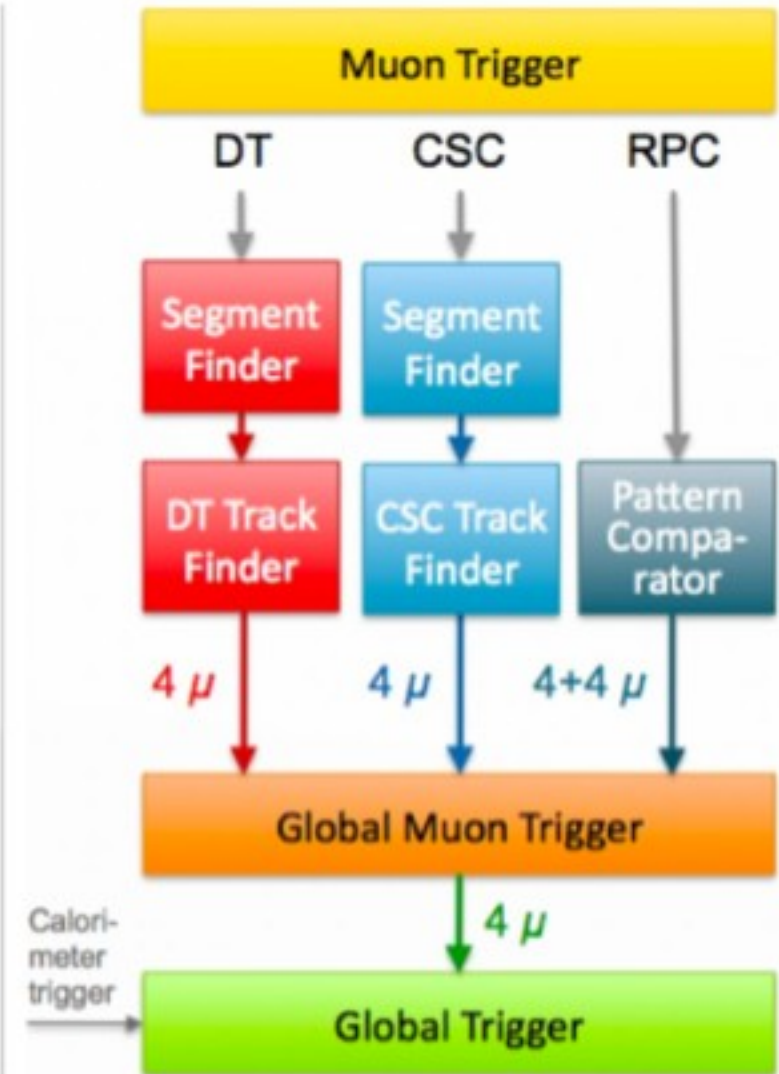 Muon Trigger
DT
CSC
RPC
Segment
Finder
Segment
Finder
DT Track
Finder
CSC Track
Finder
Pattern
Compa-
rator
4 μ
4 μ
4+4 μ
Global Muon Trigger
4 μ
Calori-
meter
trigger
Global Trigger